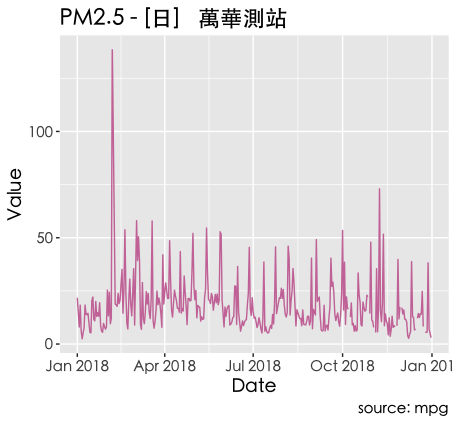 PM2.5 - [日] 萬華測站
Value
100
50
0
Jan 2018 Apr 2018 Jul 2018 Oct 2018 Jan 201
Date
source: mpg